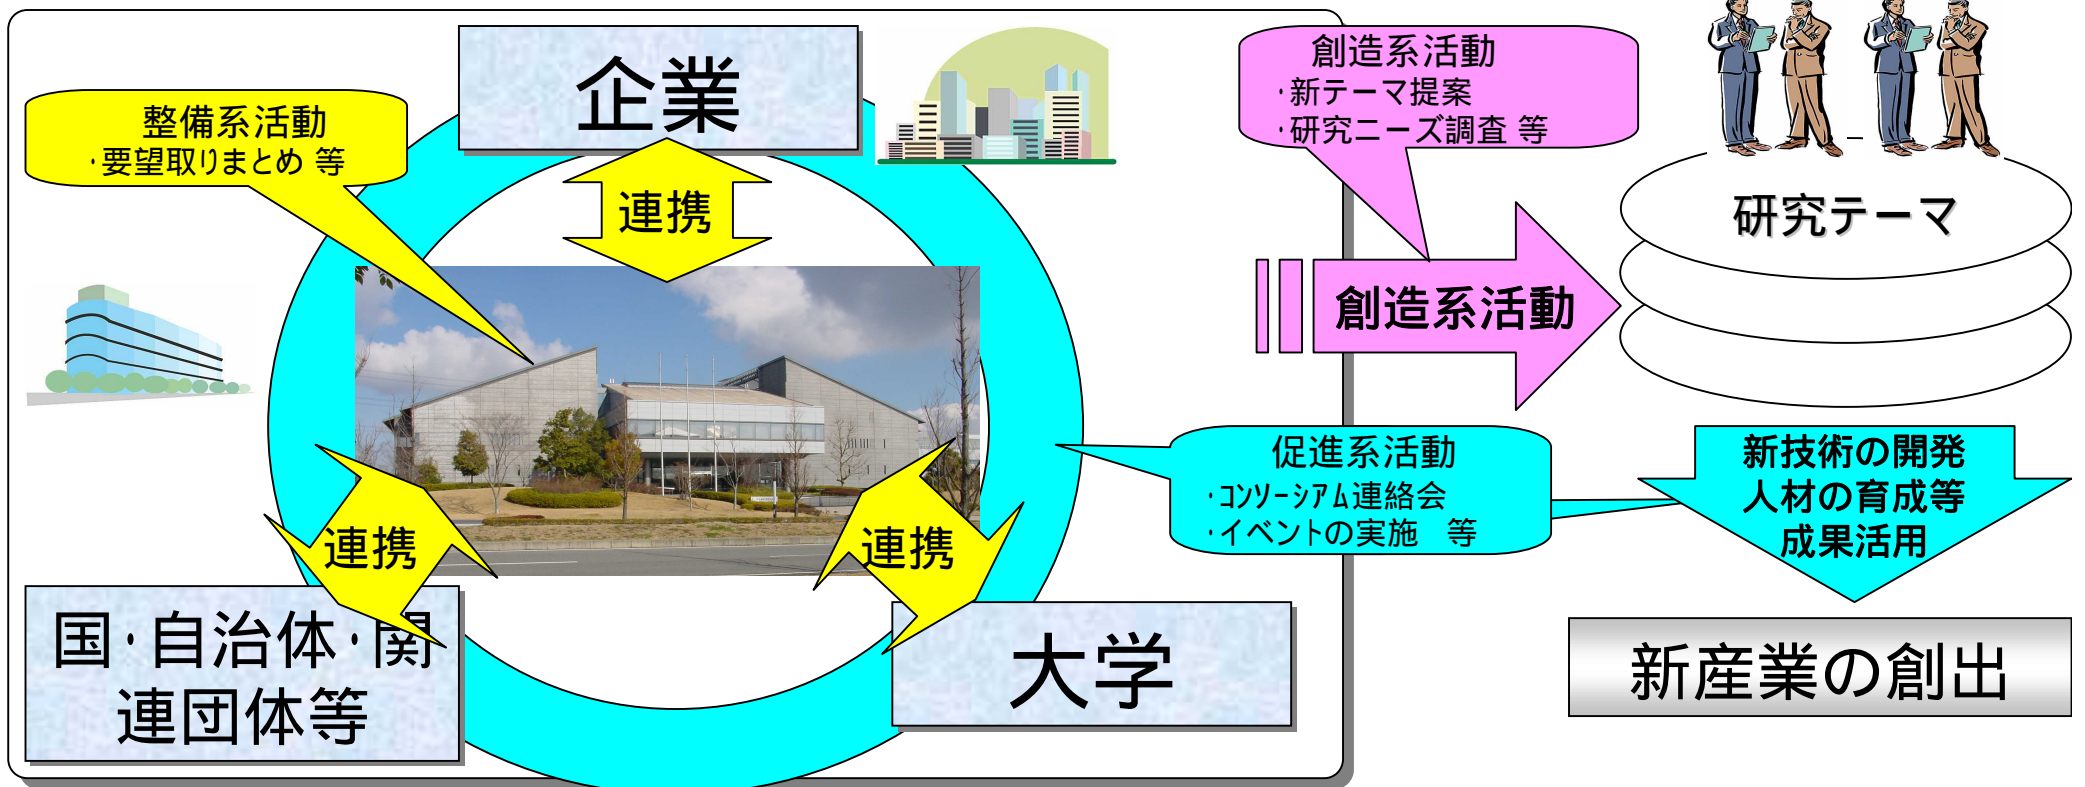 企業
整備系活動
・要望取りまとめ 等
連携
創造系活動
・新テーマ提案
・研究ニーズ調査 等
研究テーマ
創造系活動
促進系活動
・ｺﾝｿｰｼｱﾑ連絡会
・イベントの実施 等
新技術の開発
人材の育成等
成果活用
連携
連携
国・自治体・関
連団体等
大学
新産業の創出